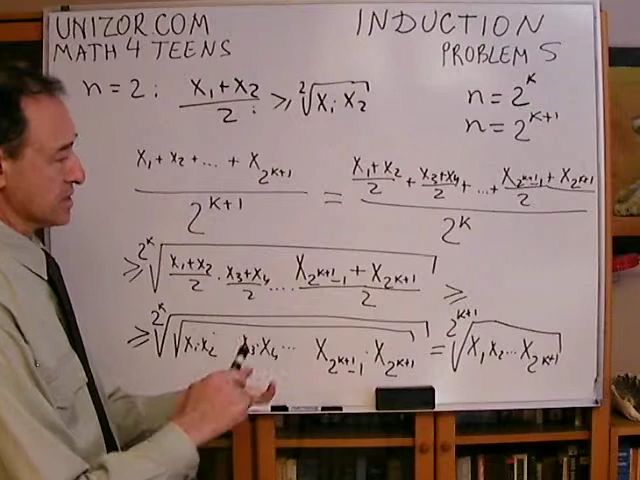 UNIZOR.COM
MATH 4 TEENS
INDUCTION
PROBLEM 5
n = 2 : (x₁ + x₂)/2 ≥ ²√(x₁ · x₂)
n = 2^k
n = 2^(k+1)
(x₁ + x₂ + ... + x_(2^(k+1)))/2^(k+1) = ((x₁+x₂)/2 + (x₃+x₄)/2 + ... + (x_(2^(k+1)-1) + x_(2^(k+1)))/2)/2^k
≥ ^(2^k)√((x₁+x₂)/2 · (x₃+x₄)/2 ... (x_(2^(k+1)-1) + x_(2^(k+1)))/2) ≥
≥ ^(2^k)√(√(x₁·x₂ x₃·x₄ ... x_(2^(k+1)-1) · x_(2^(k+1)))) = ^(2^(k+1))√(x₁ x₂ ... x_(2^(k+1)))